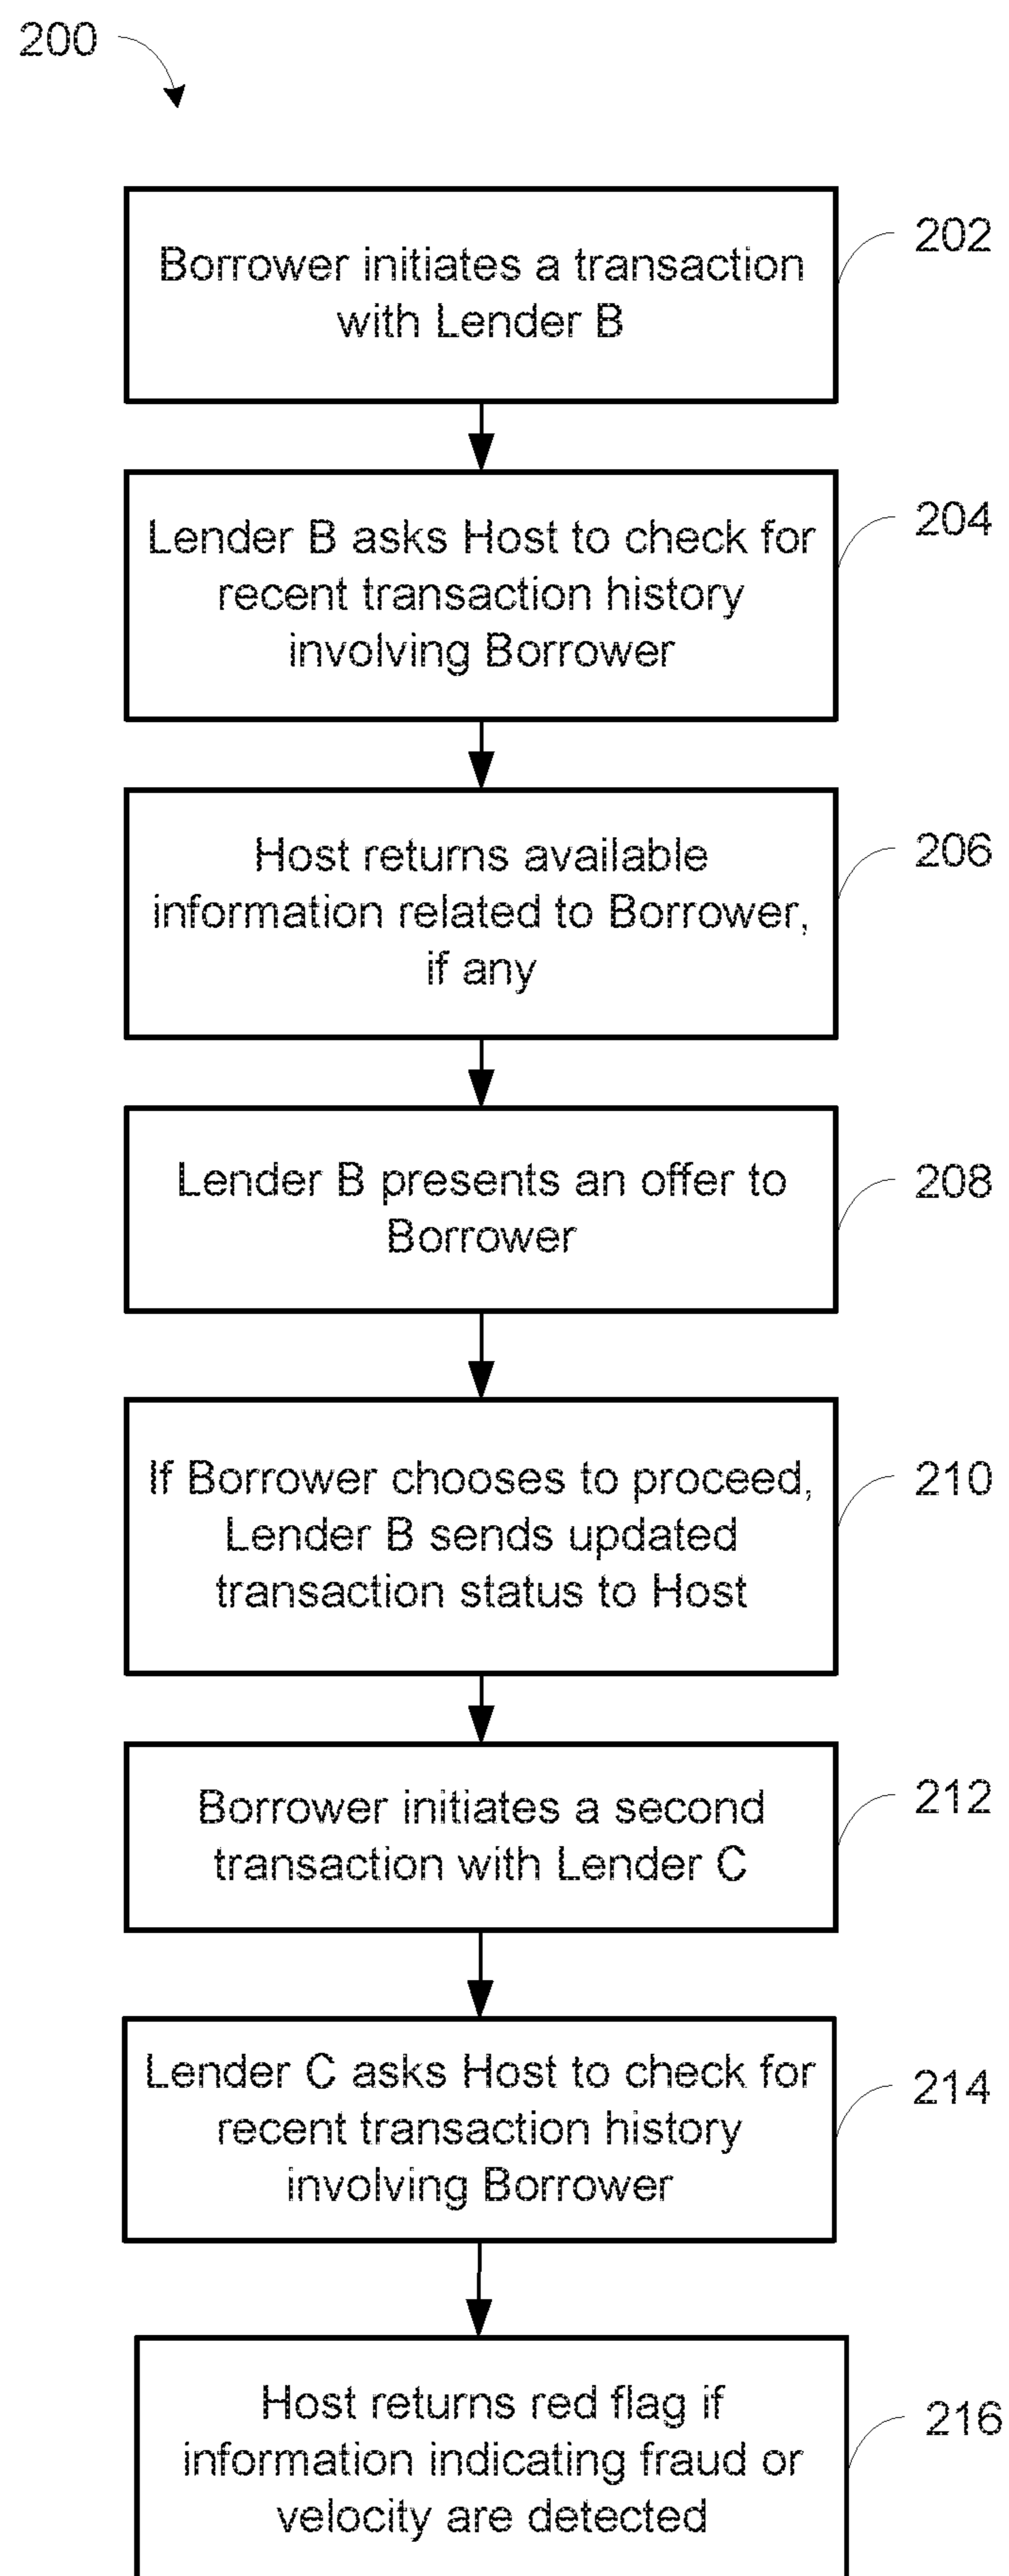 200
Borrower initiates a transaction
with Lender B
202
Lender B asks Host to check for
recent transaction history
involving Borrower
204
Host returns available
information related to Borrower,
if any
206
Lender B presents an offer to
Borrower
208
If Borrower chooses to proceed,
Lender B sends updated
transaction status to Host
210
Borrower initiates a second
transaction with Lender C
212
Lender C asks Host to check for
recent transaction history
involving Borrower
214
Host returns red flag if
information indicating fraud or
velocity are detected
216